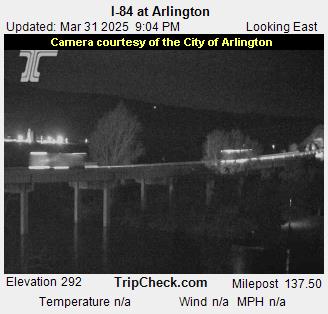 I-84 at Arlington
Updated: Mar 31 2025 9:04 PM Looking East
Camera courtesy of the City of Arlington
Elevation 292 TripCheck.com Milepost 137.50
Temperature n/a Wind n/a MPH n/a